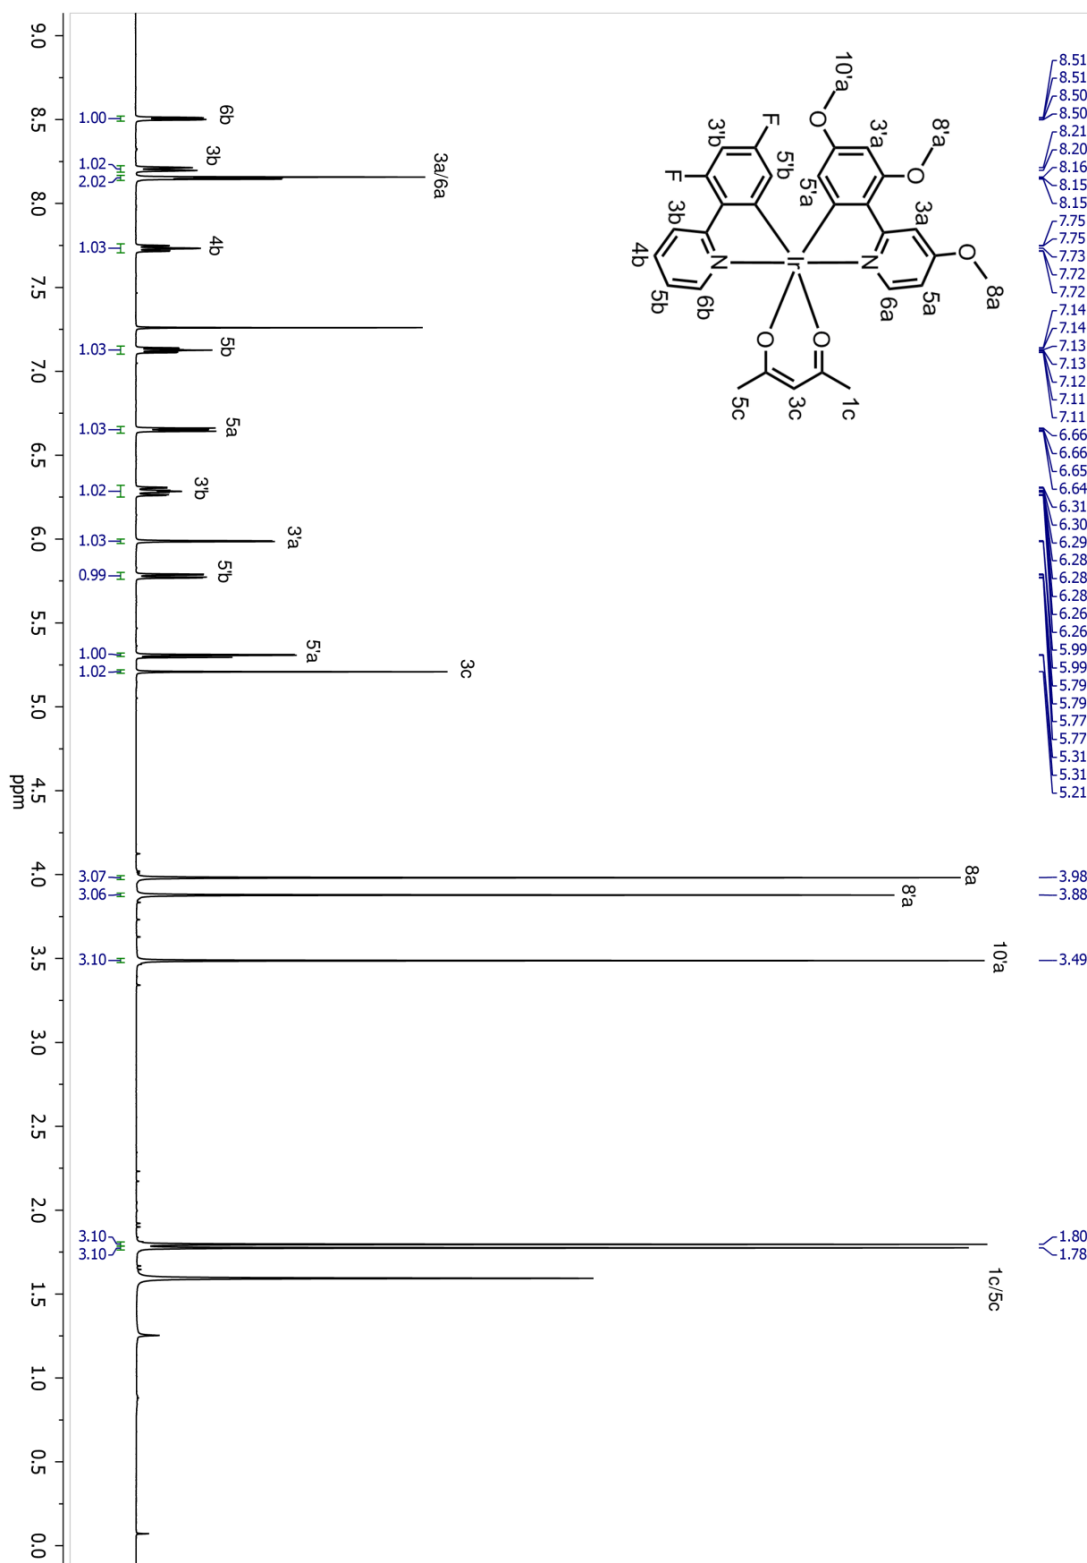 8.51
8.51
8.50
8.50
8.21
8.20
8.16
8.15
8.15
7.75
7.75
7.73
7.72
7.72
7.14
7.14
7.13
7.13
7.12
7.11
7.11
6.66
6.66
6.65
6.64
6.31
6.30
6.29
6.28
6.28
6.28
6.26
6.26
5.99
5.99
5.79
5.79
5.77
5.77
5.31
5.31
5.21
3.98
3.88
3.49
1.80
1.78
10'a
O
3'a
8'a
O
5'a
3a
O
8a
F
3'b
F
5'b
3b
4b
5b
N
6b
Ir
N
6a
5a
O
O
5c
3c
1c
6b
3b
3a/6a
4b
5b
5a
3'b
3'a
5'b
5'a
3c
8a
8'a
10'a
1c/5c
1.00
1.02
2.02
1.03
1.03
1.03
1.02
1.03
0.99
1.00
1.02
3.07
3.06
3.10
3.10
3.10
9.0
8.5
8.0
7.5
7.0
6.5
6.0
5.5
5.0
4.5
4.0
3.5
3.0
2.5
2.0
1.5
1.0
0.5
0.0
ppm